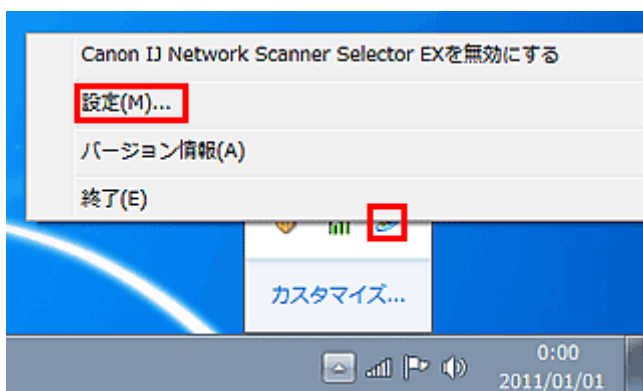 Canon IJ Network Scanner Selector EXを無効にする
設定(M)...
バージョン情報(A)
終了(E)
カスタマイズ...
0:00
2011/01/01